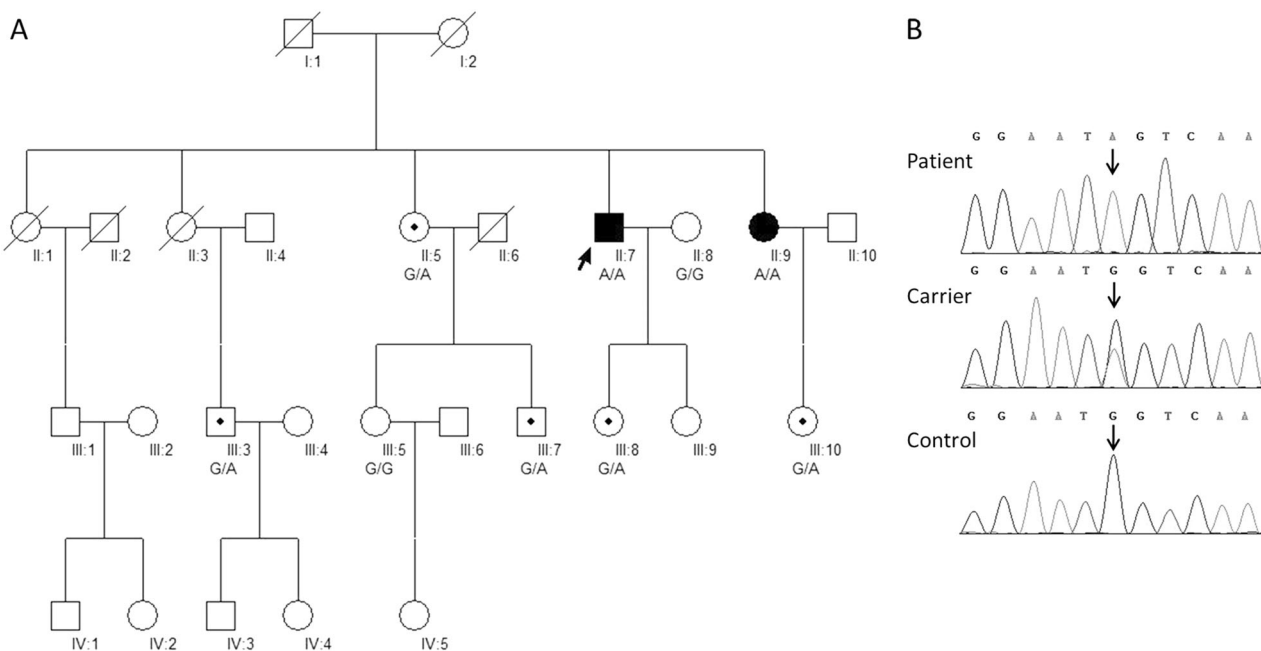 A
B
I:1
I:2
G G A A T A G T C A A
Patient
II:1
II:2
II:3
II:4
II:5
II:6
II:7
II:8
II:9
II:10
G/A
A/A
G/G
A/A
G G A A T G G T C A A
Carrier
III:1
III:2
III:3
III:4
III:5
III:6
III:7
III:8
III:9
III:10
G/A
G/G
G/A
G/A
G/A
G G A A T G G T C A A
Control
IV:1
IV:2
IV:3
IV:4
IV:5